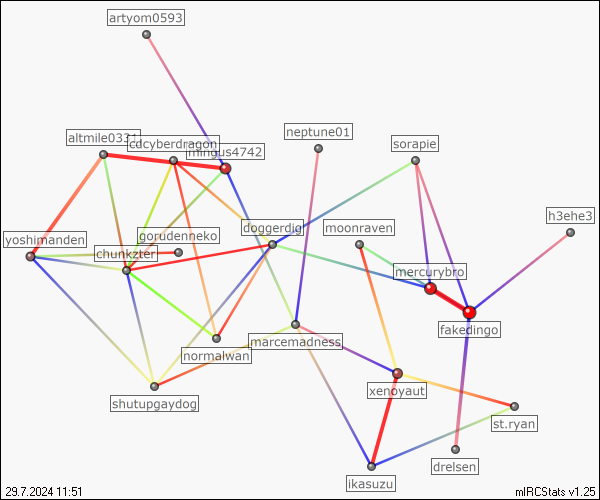 artyom0593
neptune01
altmile0331
cdcyberdragon
mingus4742
sorapie
h3ehe3
yoshimanden
gorudenneko
doggerdig
moonraven
chunkzter
mercurybro
fakedingo
normalwan
marcemadness
xenoyaut
shutupgaydog
st.ryan
ikasuzu
drelsen
29.7.2024 11:51
mIRCStats v1.25